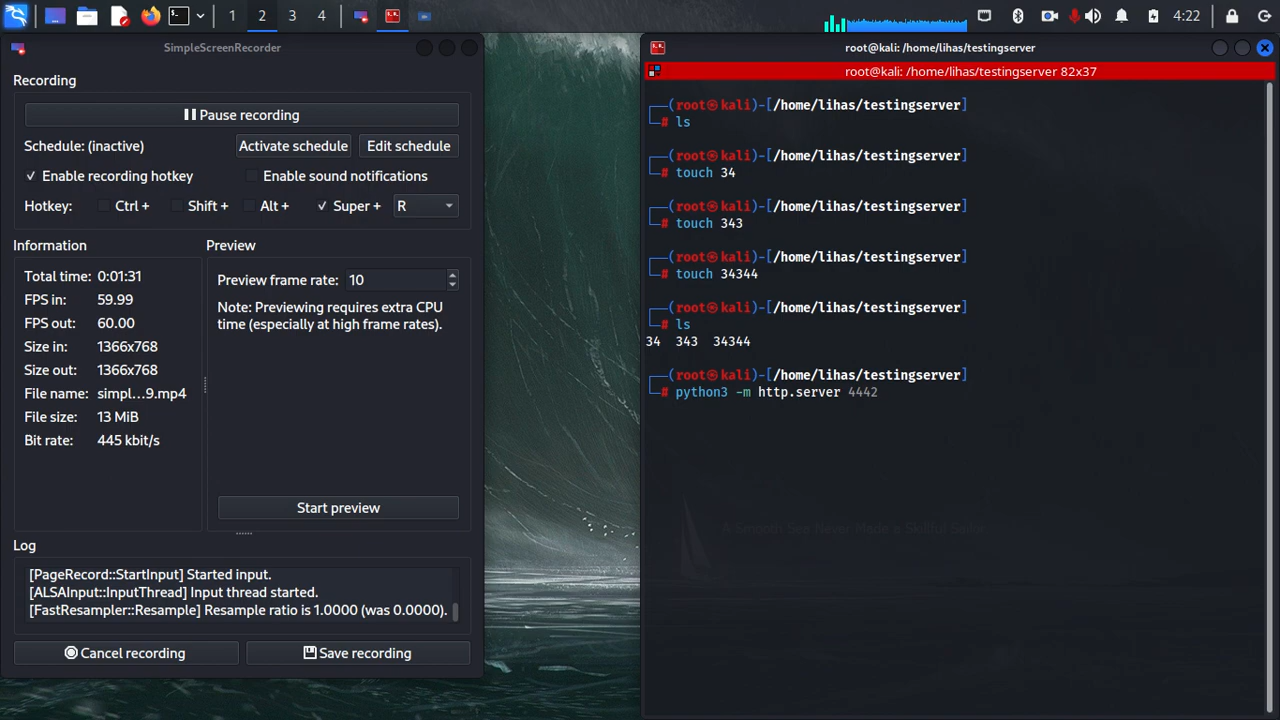 1 2 3 4
4:22
SimpleScreenRecorder
Recording
Pause recording
Schedule: (inactive)
Activate schedule
Edit schedule
✓ Enable recording hotkey
Enable sound notifications
Hotkey: Ctrl + Shift + Alt + ✓ Super + R
Information
Total time: 0:01:31
FPS in: 59.99
FPS out: 60.00
Size in: 1366x768
Size out: 1366x768
File name: simpl...9.mp4
File size: 13 MiB
Bit rate: 445 kbit/s
Preview
Preview frame rate: 10
Note: Previewing requires extra CPU
time (especially at high frame rates).
Start preview
Log
[PageRecord::StartInput] Started input.
[ALSAInput::InputThread] Input thread started.
[FastResampler::Resample] Resample ratio is 1.0000 (was 0.0000).
Cancel recording
Save recording
root@kali: /home/lihas/testingserver
root@kali: /home/lihas/testingserver 82x37
┌──(root㉿kali)-[/home/lihas/testingserver]
└─# ls
┌──(root㉿kali)-[/home/lihas/testingserver]
└─# touch 34
┌──(root㉿kali)-[/home/lihas/testingserver]
└─# touch 343
┌──(root㉿kali)-[/home/lihas/testingserver]
└─# touch 34344
┌──(root㉿kali)-[/home/lihas/testingserver]
└─# ls
34 343 34344
┌──(root㉿kali)-[/home/lihas/testingserver]
└─# python3 -m http.server 4442
A Smooth Sea Never Made a Skillful Sailor